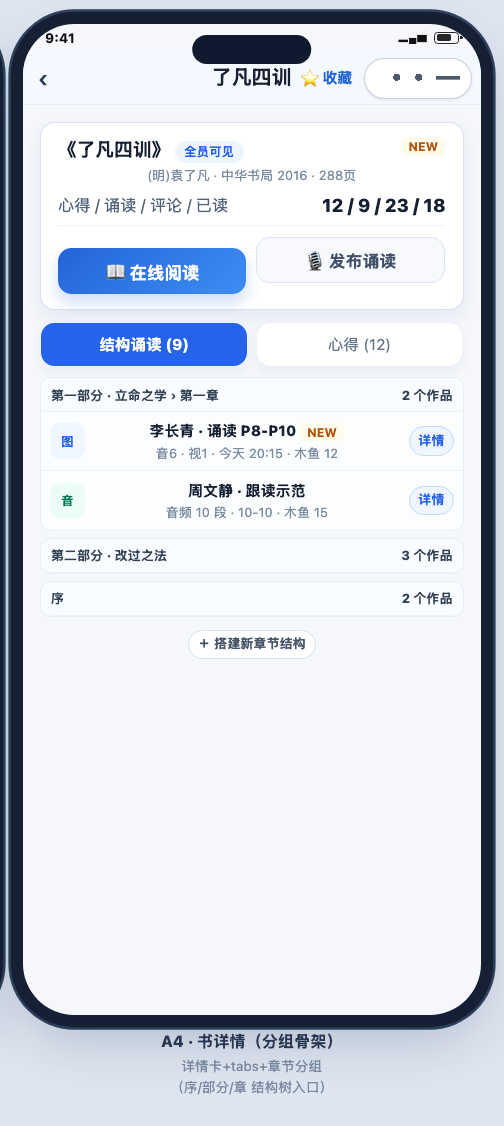 9:41
‹ 了凡四训 ⭐ 收藏
《了凡四训》 全员可见 NEW
(明)袁了凡 · 中华书局 2016 · 288页
心得 / 诵读 / 评论 / 已读 12 / 9 / 23 / 18
📖 在线阅读 🎙️ 发布诵读
结构诵读 (9) 心得 (12)
第一部分 · 立命之学 › 第一章 2 个作品
图 李长青 · 诵读 P8-P10 NEW 详情
音6 · 视1 · 今天 20:15 · 木鱼 12
音 周文静 · 跟读示范 详情
音频 10 段 · 10-10 · 木鱼 15
第二部分 · 改过之法 3 个作品
序 2 个作品
+ 搭建新章节结构
A4 · 书详情（分组骨架）
详情卡+tabs+章节分组
(序/部分/章 结构树入口)